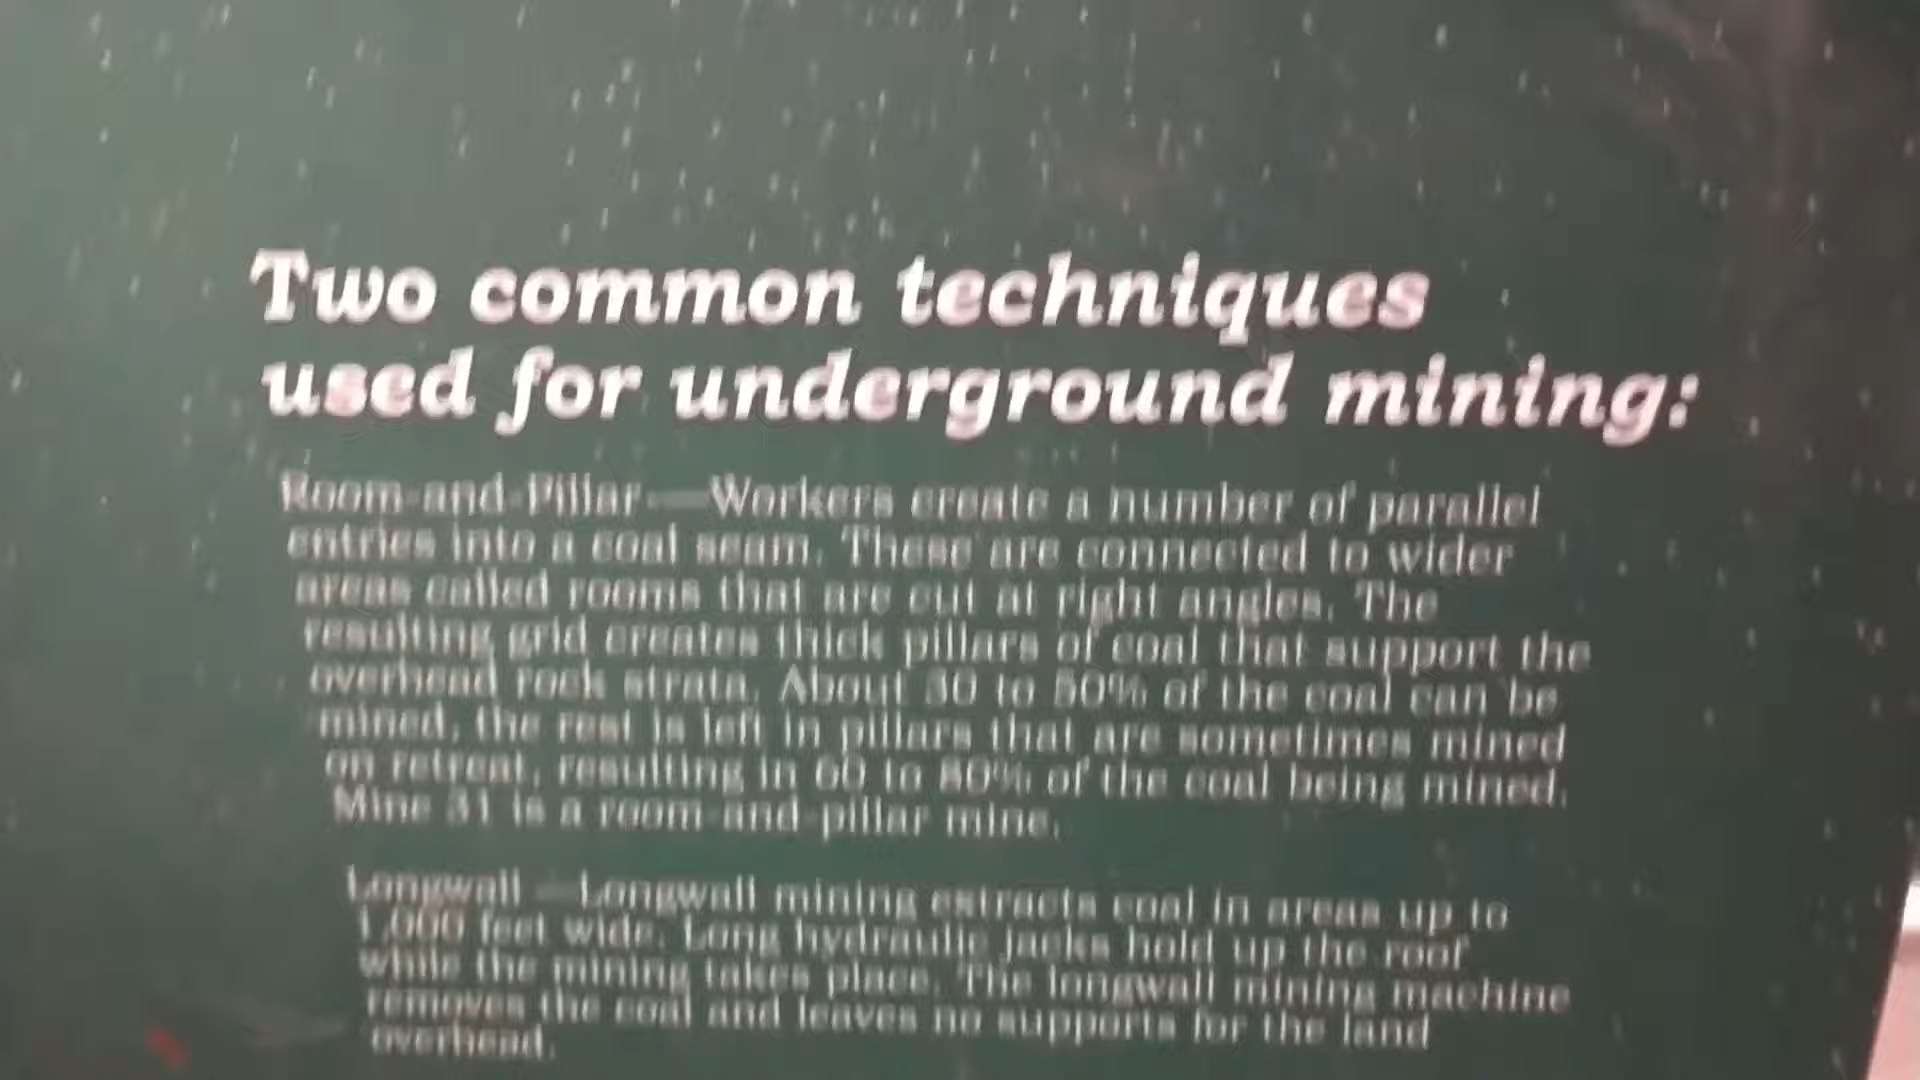 Two common techniques
used for underground mining:
Room-and-Pillar—Workers create a number of parallel
entries into a coal seam. These are connected to wider
areas called rooms that are cut at right angles. The
resulting grid creates thick pillars of coal that support the
overhead rock strata. About 30 to 50% of the coal can be
mined, the rest is left in pillars that are sometimes mined
on retreat, resulting in 60 to 80% of the coal being mined.
Mine 31 is a room-and-pillar mine.
Longwall—Longwall mining extracts coal in areas up to
1,000 feet wide. Long hydraulic jacks hold up the roof
while the mining takes place. The longwall mining machine
removes the coal and leaves no supports for the land
overhead.